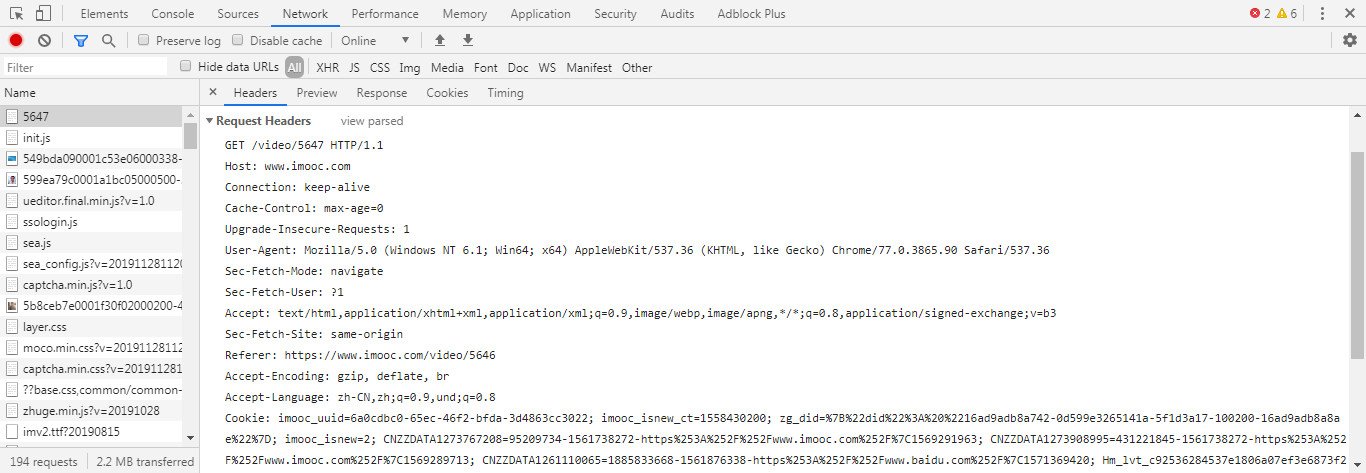 Elements Console Sources Network Performance Memory Application Security Audits Adblock Plus 2 6
Preserve log Disable cache Online
Filter Hide data URLs All XHR JS CSS Img Media Font Doc WS Manifest Other
Name
5647
init.js
549bda090001c53e06000338-
599ea79c0001a1bc05000500-
ueditor.final.min.js?v=1.0
ssologin.js
sea.js
sea_config.js?v=201911281120
captcha.min.js?v=1.0
5b8ceb7e0001f30f02000200-4
layer.css
moco.min.css?v=20191128112
captcha.min.css?v=201911281
??base.css,common/common-
zhuge.min.js?v=20191028
imv2.ttf?20190815
194 requests 2.2 MB transferred
× Headers Preview Response Cookies Timing
Request Headers view parsed
GET /video/5647 HTTP/1.1
Host: www.imooc.com
Connection: keep-alive
Cache-Control: max-age=0
Upgrade-Insecure-Requests: 1
User-Agent: Mozilla/5.0 (Windows NT 6.1; Win64; x64) AppleWebKit/537.36 (KHTML, like Gecko) Chrome/77.0.3865.90 Safari/537.36
Sec-Fetch-Mode: navigate
Sec-Fetch-User: ?1
Accept: text/html,application/xhtml+xml,application/xml;q=0.9,image/webp,image/apng,*/*;q=0.8,application/signed-exchange;v=b3
Sec-Fetch-Site: same-origin
Referer: https://www.imooc.com/video/5646
Accept-Encoding: gzip, deflate, br
Accept-Language: zh-CN,zh;q=0.9,und;q=0.8
Cookie: imooc_uuid=6a0cdbc0-65ec-46f2-bfda-3d4863cc3022; imooc_isnew_ct=1558430200; zg_did=%7B%22did%22%3A%20%2216ad9adb8a742-0d599e3265141a-5f1d3a17-100200-16ad9adb8a8a
e%22%7D; imooc_isnew=2; CNZZDATA1273767208=95209734-1561738272-https%253A%252F%252Fwww.imooc.com%252F%7C1569291963; CNZZDATA1273908995=431221845-1561738272-https%253A%252
F%252Fwww.imooc.com%252F%7C1569289713; CNZZDATA1261110065=1885833668-1561876338-https%253A%252F%252Fwww.baidu.com%252F%7C1571369420; Hm_lvt_c92536284537e1806a07ef3e6873f2